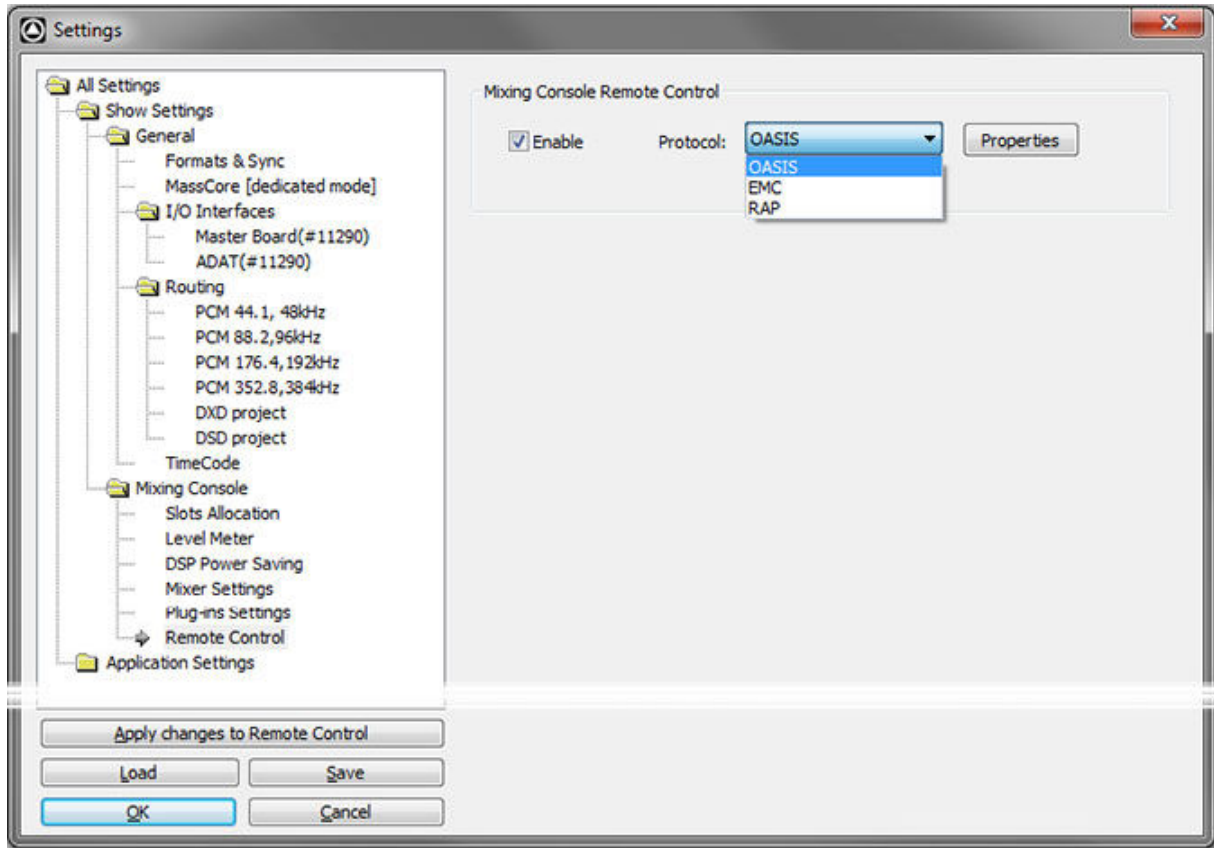 Settings
All Settings
Show Settings
General
Formats & Sync
MassCore [dedicated mode]
I/O Interfaces
Master Board(#11290)
ADAT(#11290)
Routing
PCM 44.1, 48kHz
PCM 88.2,96kHz
PCM 176.4,192kHz
PCM 352.8,384kHz
DXD project
DSD project
TimeCode
Mixing Console
Slots Allocation
Level Meter
DSP Power Saving
Mixer Settings
Plug-ins Settings
Remote Control
Application Settings
Apply changes to Remote Control
Load Save
OK Cancel
Mixing Console Remote Control
Enable Protocol: OASIS Properties
OASIS
EMC
RAP